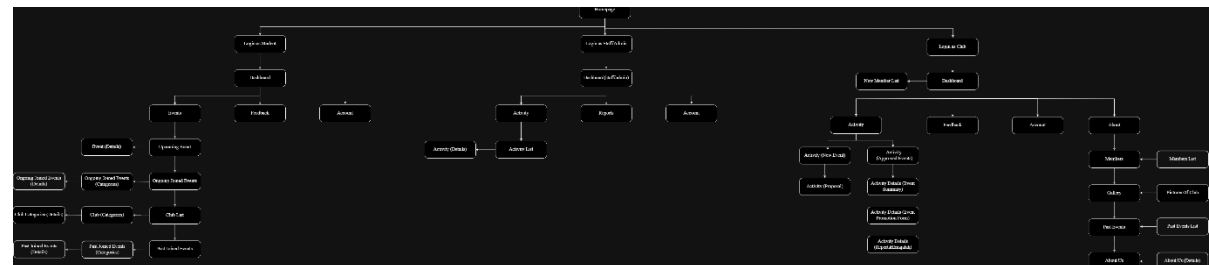 Homepage
Login as Student
Login as Staff/Admin
Login as Club
Dashboard
Dashboard (Staff/Admin)
New Member List
Dashboard
Events
Feedback
Account
Activity
Reports
Account
Activity
Feedback
Account
About
Event (Details)
Upcoming Event
Activity (Details)
Activity List
Activity (New Event)
Activity
(Approved Events)
Members
Members List
Ongoing Joined Events
(Details)
Ongoing Joined Events
(Categories)
Ongoing Joined Events
Activity (Proposal)
Activity Details (Event
Summary)
Gallery
Pictures Of Club
Club Categories (Details)
Club (Categories)
Club List
Activity Details (Event
Promotion Form)
Past Events
Past Events List
Past Joined Events
(Details)
Past Joined Events
(Categories)
Past Joined Events
Activity Details
About Us
About Us (Details)